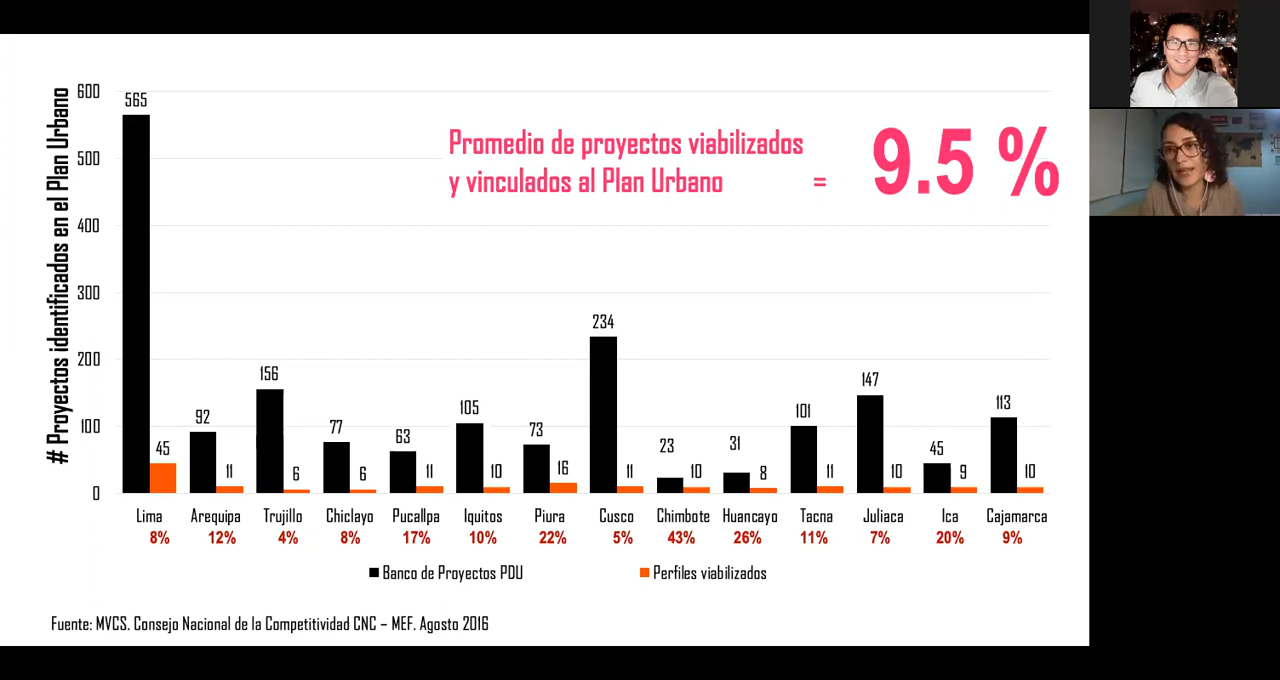 # Proyectos identificados en el Plan Urbano
600
500
400
300
200
100
0
Promedio de proyectos viabilizados
y vinculados al Plan Urbano
= 9.5 %
565 45
92 11
156 6
77 6
63 11
105 10
73 16
234 11
23 10
31 8
101 11
147 10
45 9
113 10
Lima Arequipa Trujillo Chiclayo Pucallpa Iquitos Piura Cusco Chimbote Huancayo Tacna Juliaca Ica Cajamarca
8% 12% 4% 8% 17% 10% 22% 5% 43% 26% 11% 7% 20% 9%
Banco de Proyectos PDU Perfiles viabilizados
Fuente: MVCS. Consejo Nacional de la Competitividad CNC – MEF. Agosto 2016